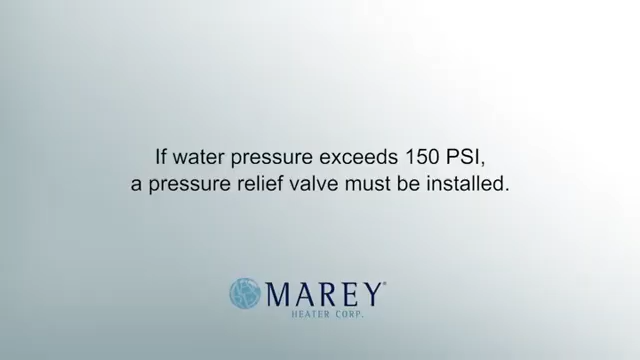 If water pressure exceeds 150 PSI,
a pressure relief valve must be installed.
MAREY®
HEATER CORP.